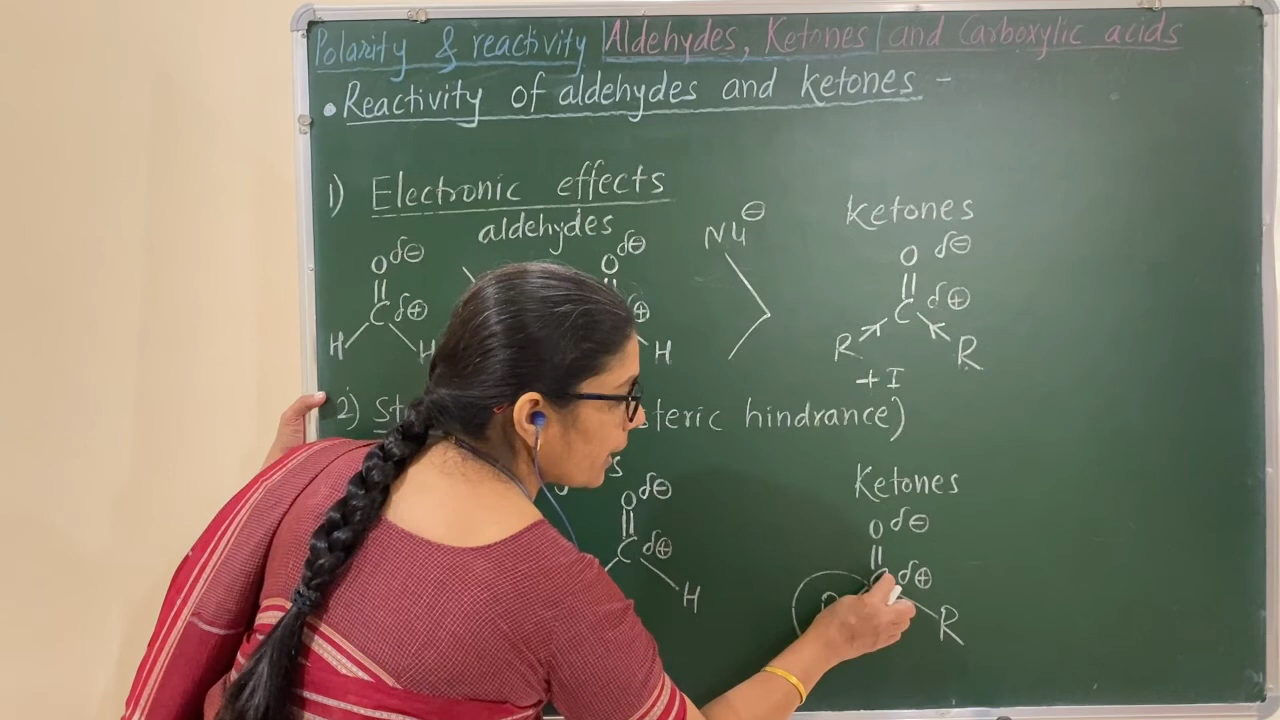 Polarity & reactivity Aldehydes, Ketones and Carboxylic acids
• Reactivity of aldehydes and ketones -
1) Electronic effects
aldehydes
Nu⊖
ketones
O δ⊖
O δ⊖
O δ⊖
C δ⊕
⊕
C δ⊕
H
H
H
R
R
+I
2) steric hindrance)
Ketones
O δ⊖
O δ⊖
C δ⊕
δ⊕
H
R